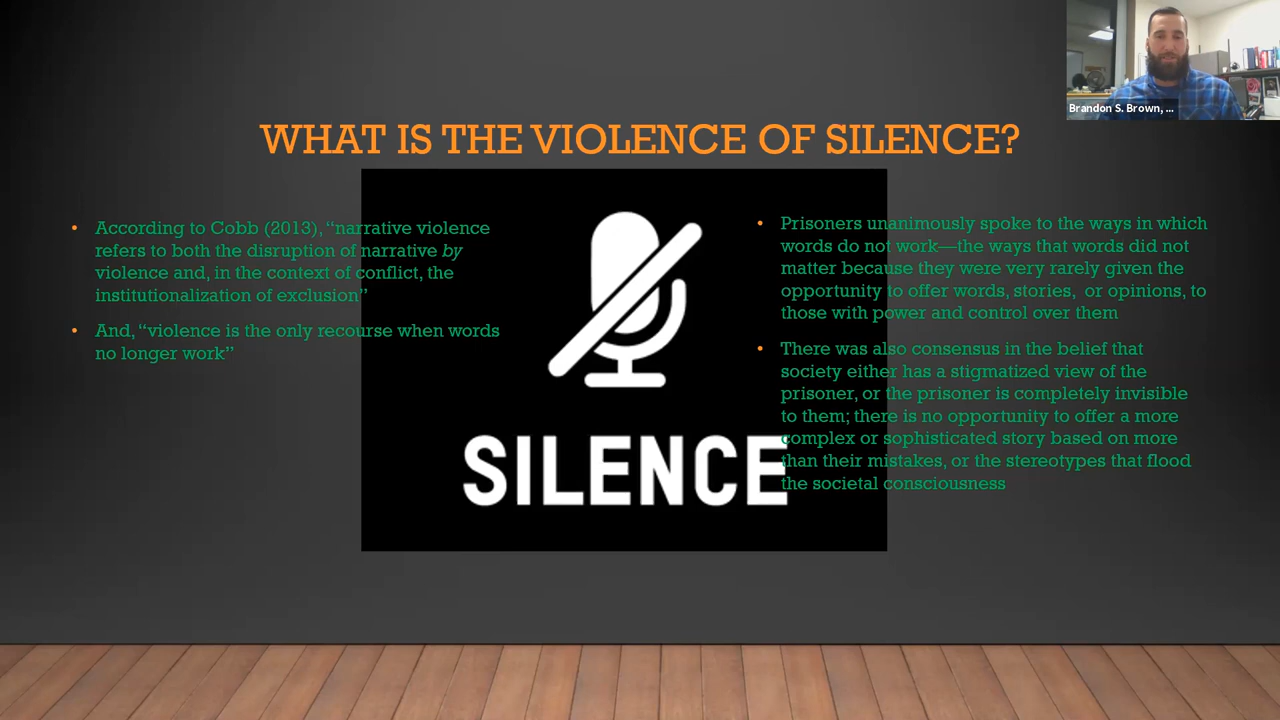 Brandon S. Brown, ...
WHAT IS THE VIOLENCE OF SILENCE?
According to Cobb (2013), “narrative violence
refers to both the disruption of narrative by
violence and, in the context of conflict, the
institutionalization of exclusion”
And, “violence is the only recourse when words
no longer work”
SILENCE
Prisoners unanimously spoke to the ways in which
words do not work—the ways that words did not
matter because they were very rarely given the
opportunity to offer words, stories, or opinions, to
those with power and control over them
There was also consensus in the belief that
society either has a stigmatized view of the
prisoner, or the prisoner is completely invisible
to them; there is no opportunity to offer a more
complex or sophisticated story based on more
than their mistakes, or the stereotypes that flood
the societal consciousness